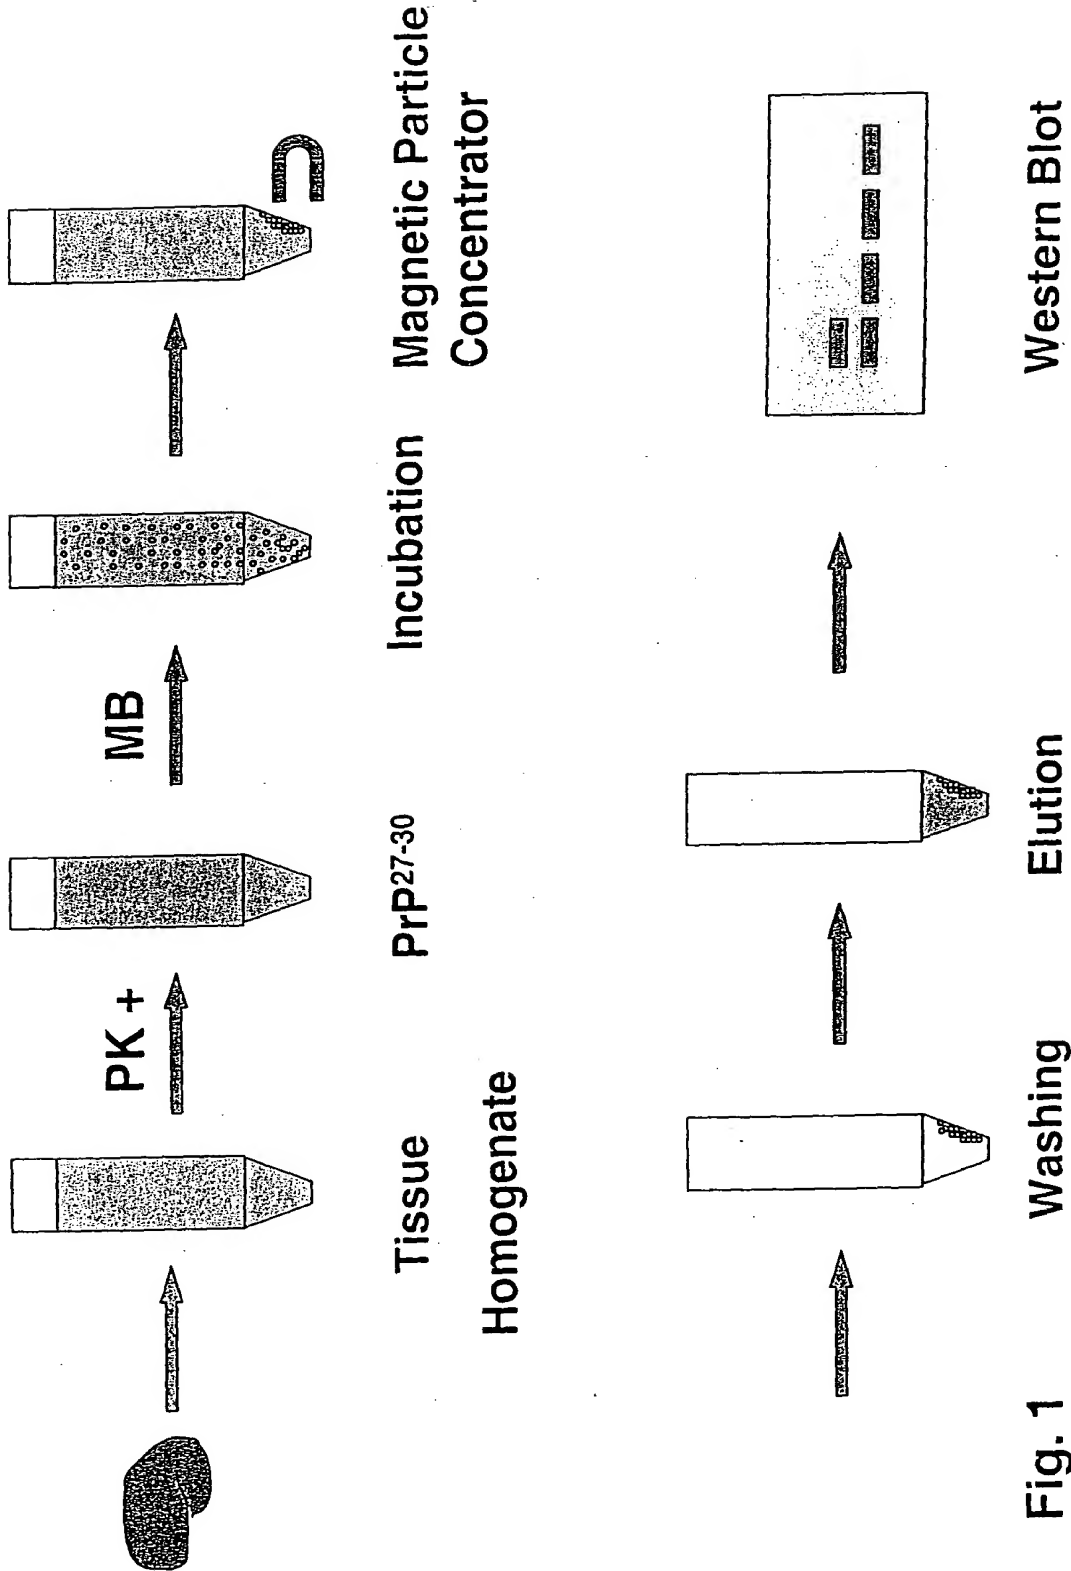 PK +
MB
Tissue
Homogenate
PrP27-30
Incubation
Magnetic Particle
Concentrator
Washing
Elution
Western Blot
Fig. 1